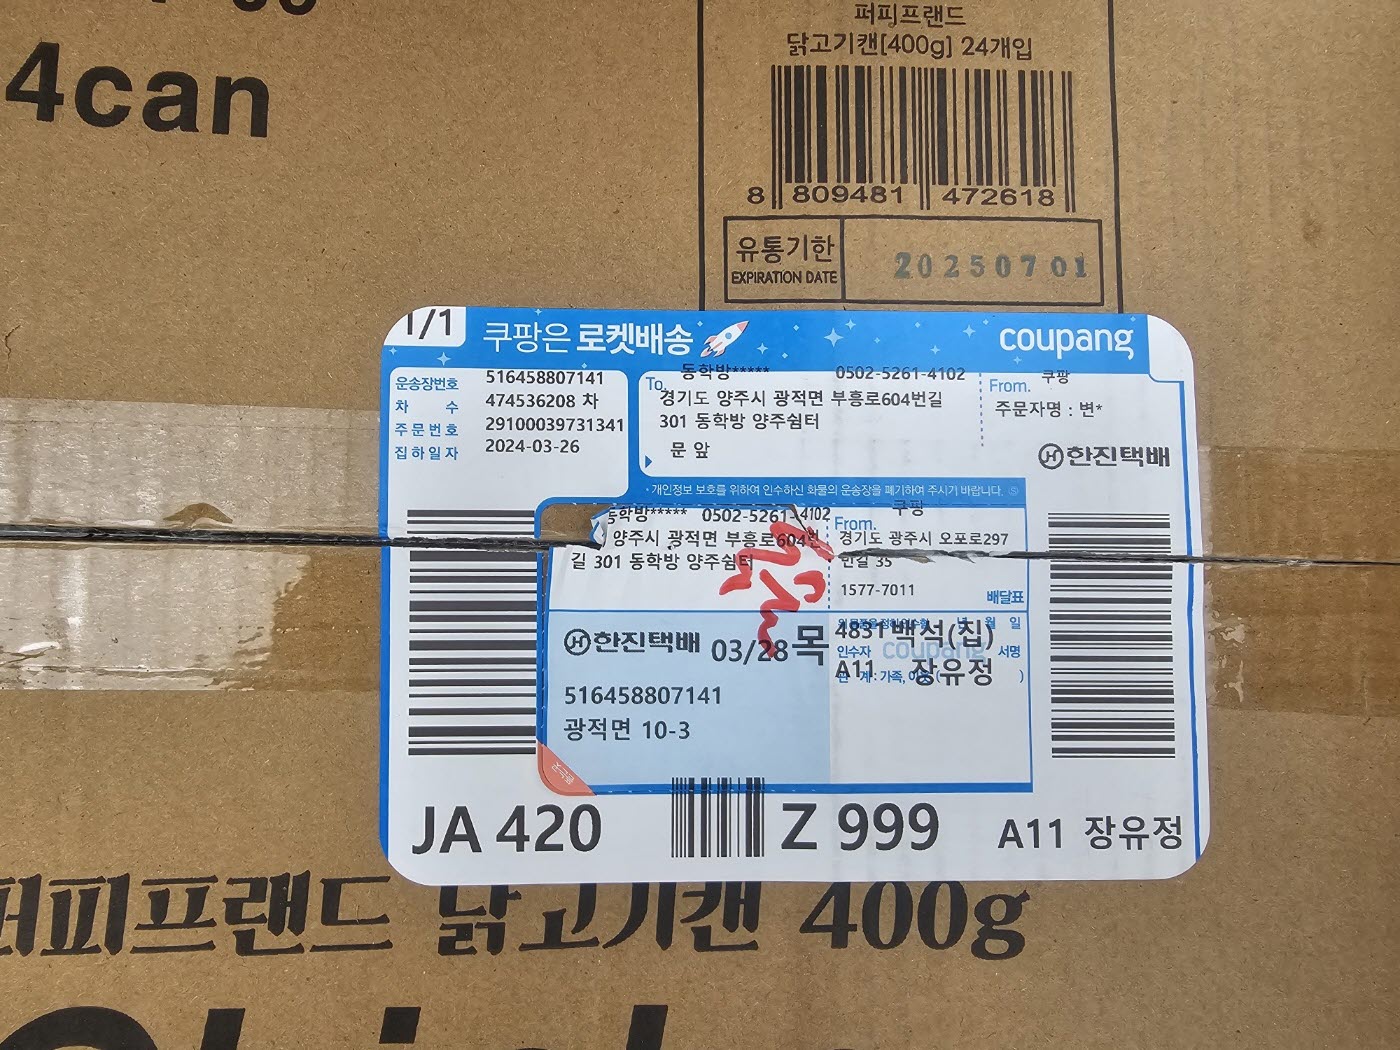 4can
퍼피프랜드
닭고기캔[400g] 24개입
8 809481 472618
유통기한
EXPIRATION DATE
20250701
1/1
쿠팡은 로켓배송
coupang
운송장번호 516458807141
차 수 474536208 차
주문번호 29100039731341
집하일자 2024-03-26
To. 동학방***** 0502-5261-4102
경기도 양주시 광적면 부흥로604번길
301 동학방 양주쉼터
문 앞
From. 쿠팡
주문자명 : 변*
한진택배
· 개인정보 보호를 위하여 인수하신 화물의 운송장을 폐기하여 주시기 바랍니다. Ⓢ
동학방***** 0502-5261-4102
양주시 광적면 부흥로604번
길 301 동학방 양주쉼터
From. 쿠팡
경기도 광주시 오포로297
번길 35
1577-7011
배달표
한진택배 03/28 목
4831 백석(집)
월 일
인수자 coupang 서명
A11 장유정
관 계 : 가족,
516458807141
광적면 10-3
뜯는곳
JA 420
Z 999
A11 장유정
퍼피프랜드 닭고기캔 400g